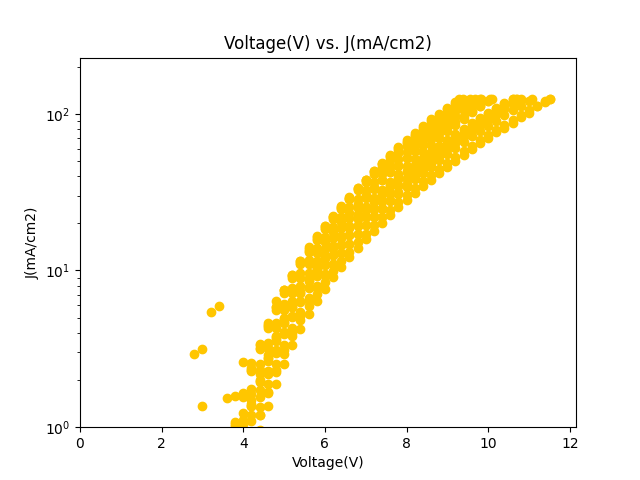 Voltage(V) vs. J(mA/cm2)
10²
10¹
10⁰
J(mA/cm2)
0 2 4 6 8 10 12
Voltage(V)